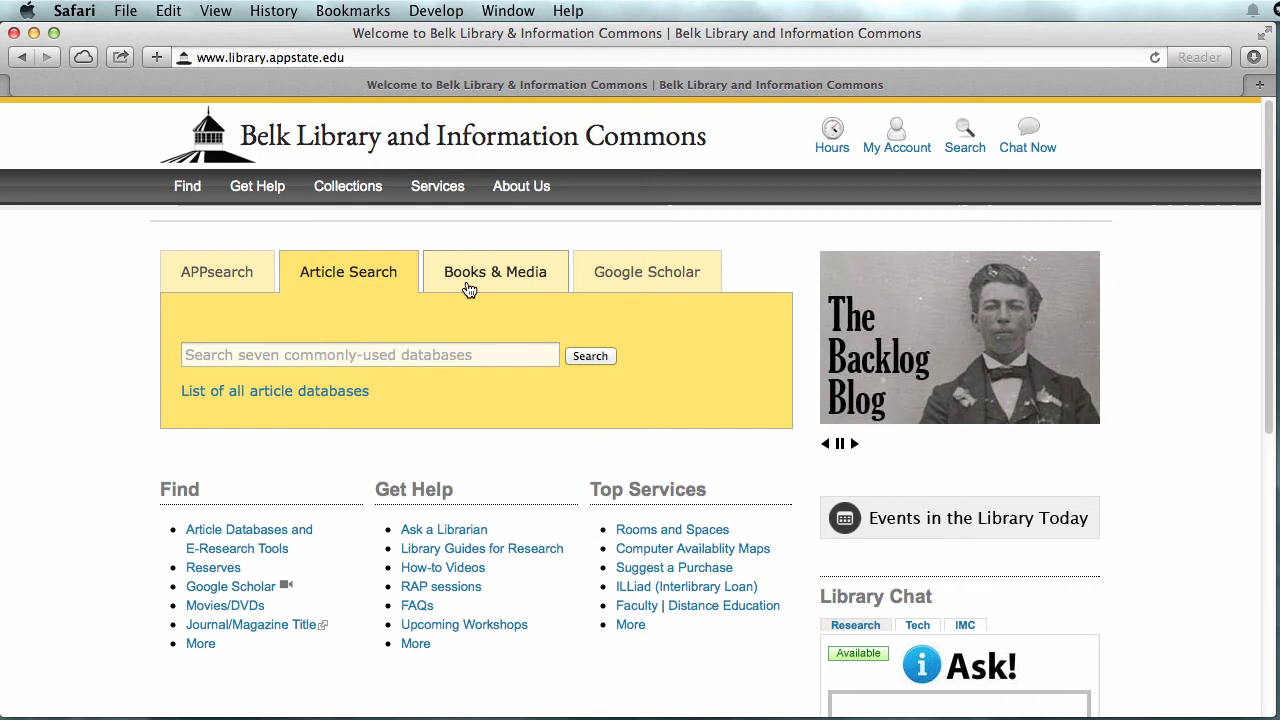 Safari File Edit View History Bookmarks Develop Window Help
Welcome to Belk Library & Information Commons | Belk Library and Information Commons
www.library.appstate.edu
Reader
Welcome to Belk Library & Information Commons | Belk Library and Information Commons
Belk Library and Information Commons
Hours My Account Search Chat Now
Find Get Help Collections Services About Us
APPsearch Article Search Books & Media Google Scholar
Search seven commonly-used databases
Search
List of all article databases
The
Backlog
Blog
Find
Article Databases and
E-Research Tools
Reserves
Google Scholar
Movies/DVDs
Journal/Magazine Title
More
Get Help
Ask a Librarian
Library Guides for Research
How-to Videos
RAP sessions
FAQs
Upcoming Workshops
More
Top Services
Rooms and Spaces
Computer Availablity Maps
Suggest a Purchase
ILLiad (Interlibrary Loan)
Faculty | Distance Education
More
Events in the Library Today
Library Chat
Research Tech IMC
Available
i Ask!